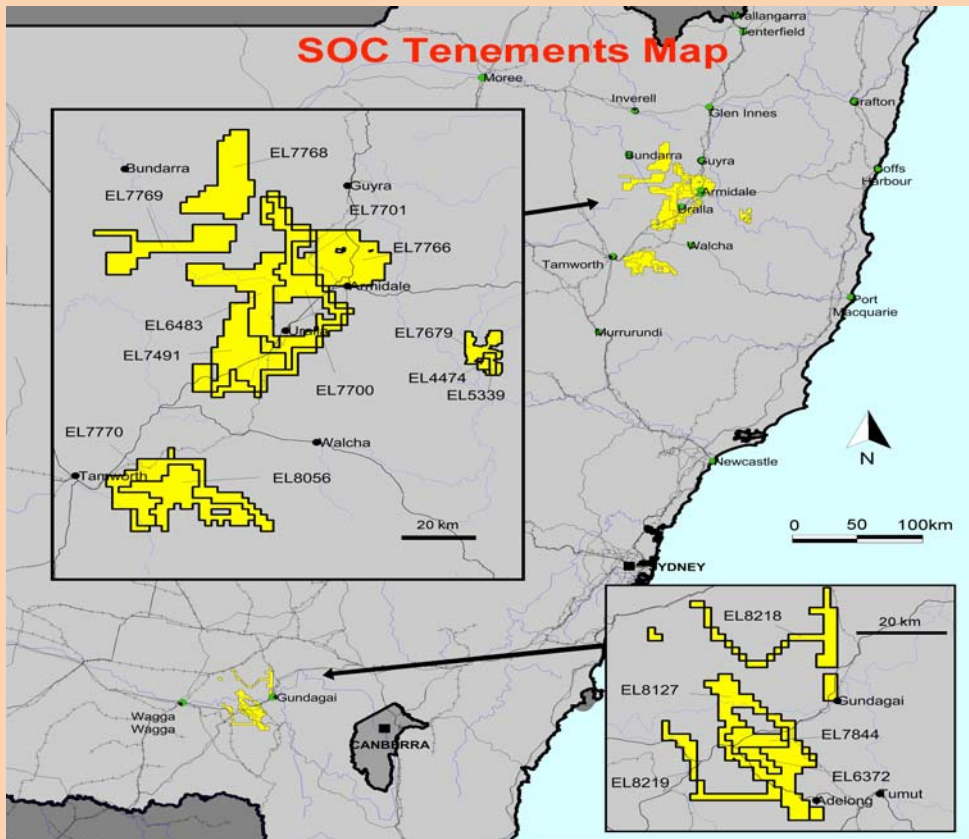 SOC Tenements Map
Wallangarra
Tenterfield
Moree
Inverell
Glen Innes
Grafton
Bundarra
Guyra
Coffs
Harbour
Armidale
Uralla
Walcha
Tamworth
Port
Macquarie
Murrurundi
Newcastle
N
0 50 100km
SYDNEY
Gundagai
Wagga
Wagga
CANBERRA
EL7768
Bundarra
EL7769
Guyra
EL7701
EL7766
Armidale
EL6483
Uralla
EL7679
EL7491
EL4474
EL7700
EL5339
EL7770
Walcha
Tamworth
EL8056
20 km
EL8218
20 km
EL8127
Gundagai
EL7844
EL8219
EL6372
Tumut
Adelong